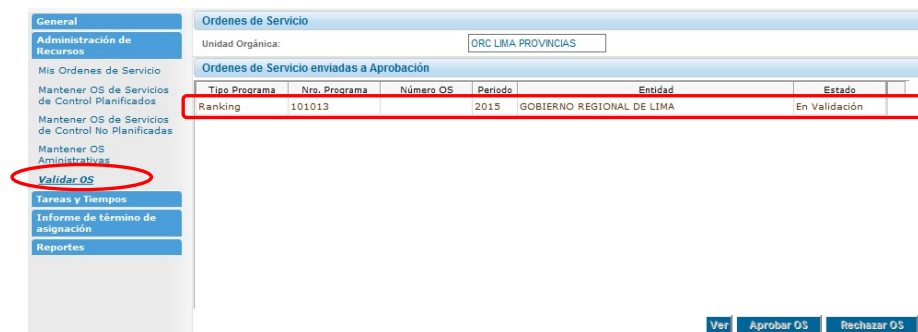 General
Administración de
Recursos
Mis Ordenes de Servicio
Mantener OS de Servicios
de Control Planificados
Mantener OS de Servicios
de Control No Planificadas
Mantener OS
Aministrativas
Validar OS
Tareas y Tiempos
Informe de término de
asignación
Reportes
Ordenes de Servicio
Unidad Orgánica: ORC LIMA PROVINCIAS
Ordenes de Servicio enviadas a Aprobación
Tipo Programa Nro. Programa Número OS Periodo Entidad Estado
Ranking 101013 2015 GOBIERNO REGIONAL DE LIMA En Validación
Ver Aprobar OS Rechazar OS